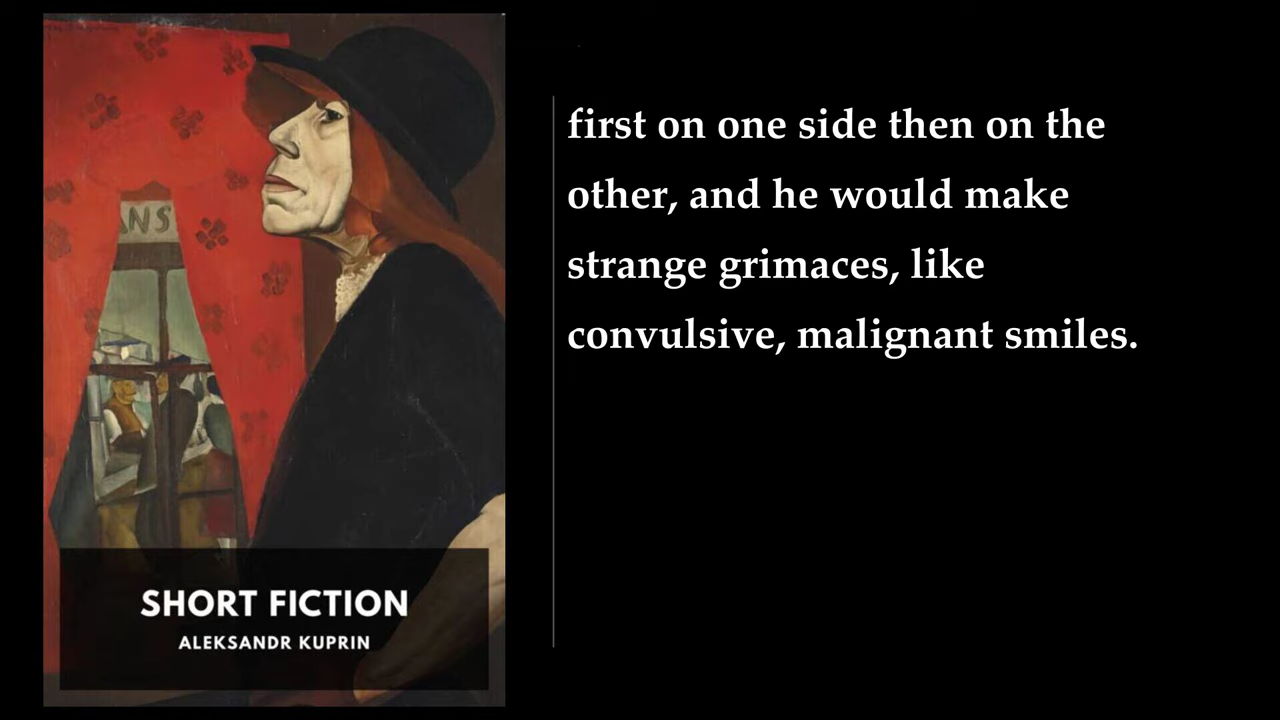 ANS
SHORT FICTION
ALEKSANDR KUPRIN
first on one side then on the
other, and he would make
strange grimaces, like
convulsive, malignant smiles.